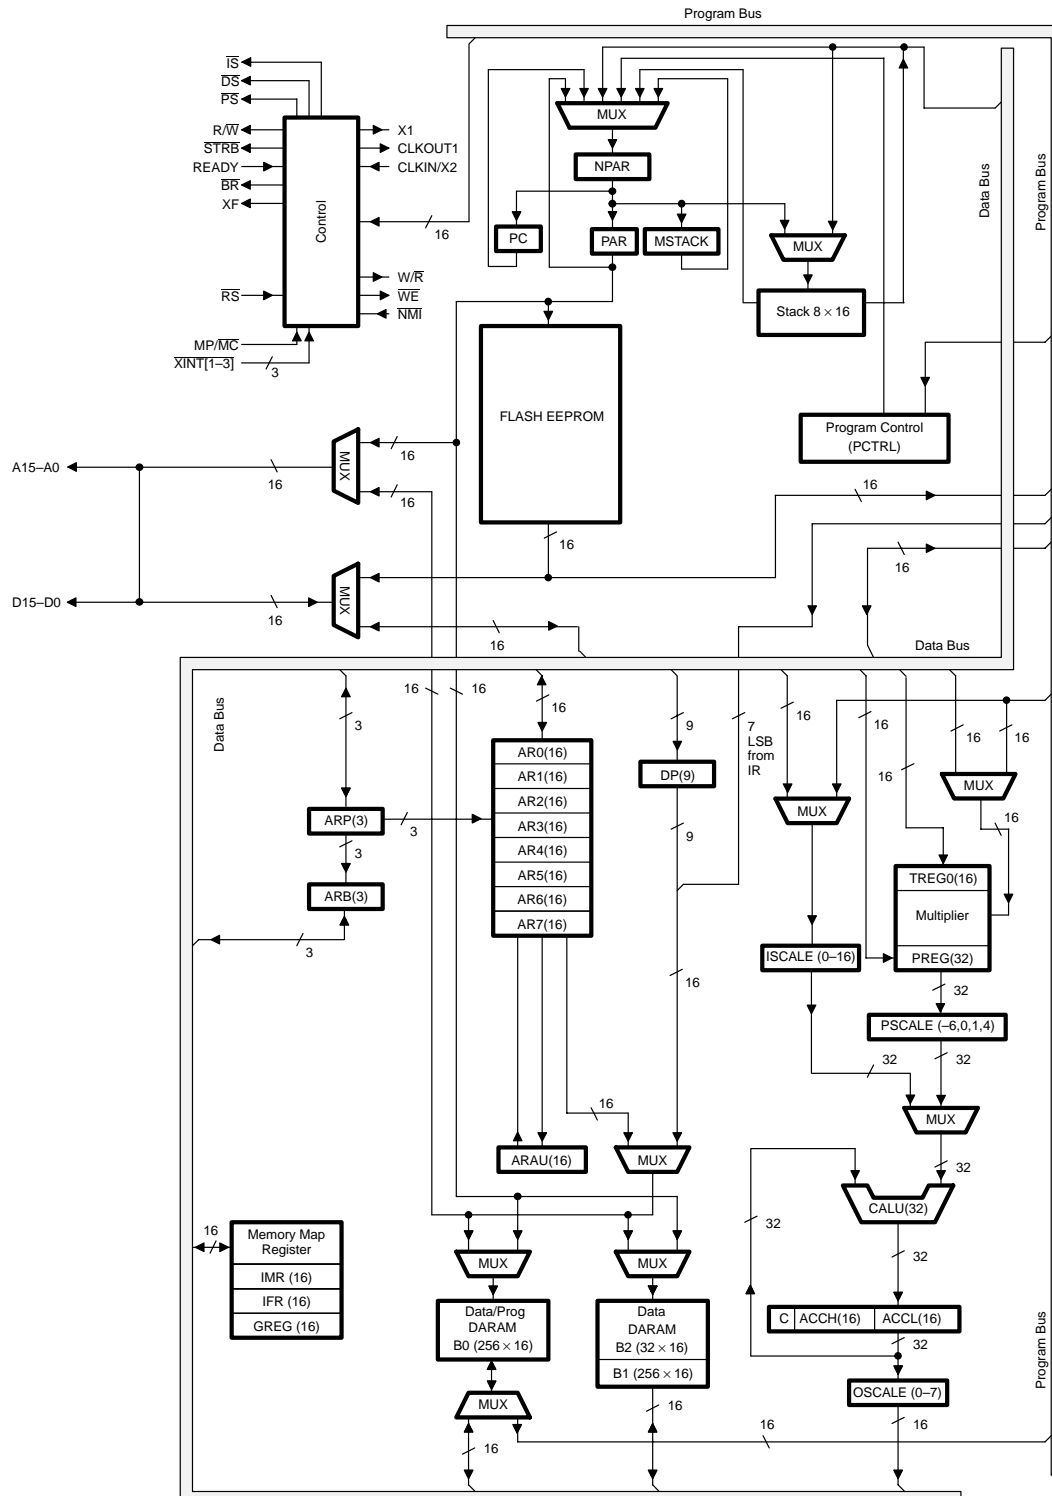 Program Bus
IS
DS
PS
R/W
STRB
READY
BR
XF
RS
MP/MC
XINT[1–3]
3
Control
X1
CLKOUT1
CLKIN/X2
16
W/R
WE
NMI
MUX
NPAR
PC
PAR
MSTACK
MUX
Stack 8 × 16
Data Bus
Program Bus
FLASH EEPROM
Program Control
(PCTRL)
A15–A0
16
MUX
16
16
16
16
16
D15–D0
16
MUX
16
Data Bus
Data Bus
16
16
3
16
9
7
LSB
from
IR
16
16
16
16
16
AR0(16)
AR1(16)
AR2(16)
AR3(16)
AR4(16)
AR5(16)
AR6(16)
AR7(16)
DP(9)
MUX
MUX
16
ARP(3)
3
3
9
ARB(3)
3
TREG0(16)
Multiplier
PREG(32)
ISCALE (0–16)
16
32
PSCALE (–6,0,1,4)
32
32
MUX
16
ARAU(16)
MUX
32
CALU(32)
32
32
16
Memory Map
Register
IMR (16)
IFR (16)
GREG (16)
MUX
MUX
Data/Prog
DARAM
B0 (256 × 16)
Data
DARAM
B2 (32 × 16)
B1 (256 × 16)
C
ACCH(16)
ACCL(16)
32
OSCALE (0–7)
MUX
16
16
16
16
Program Bus